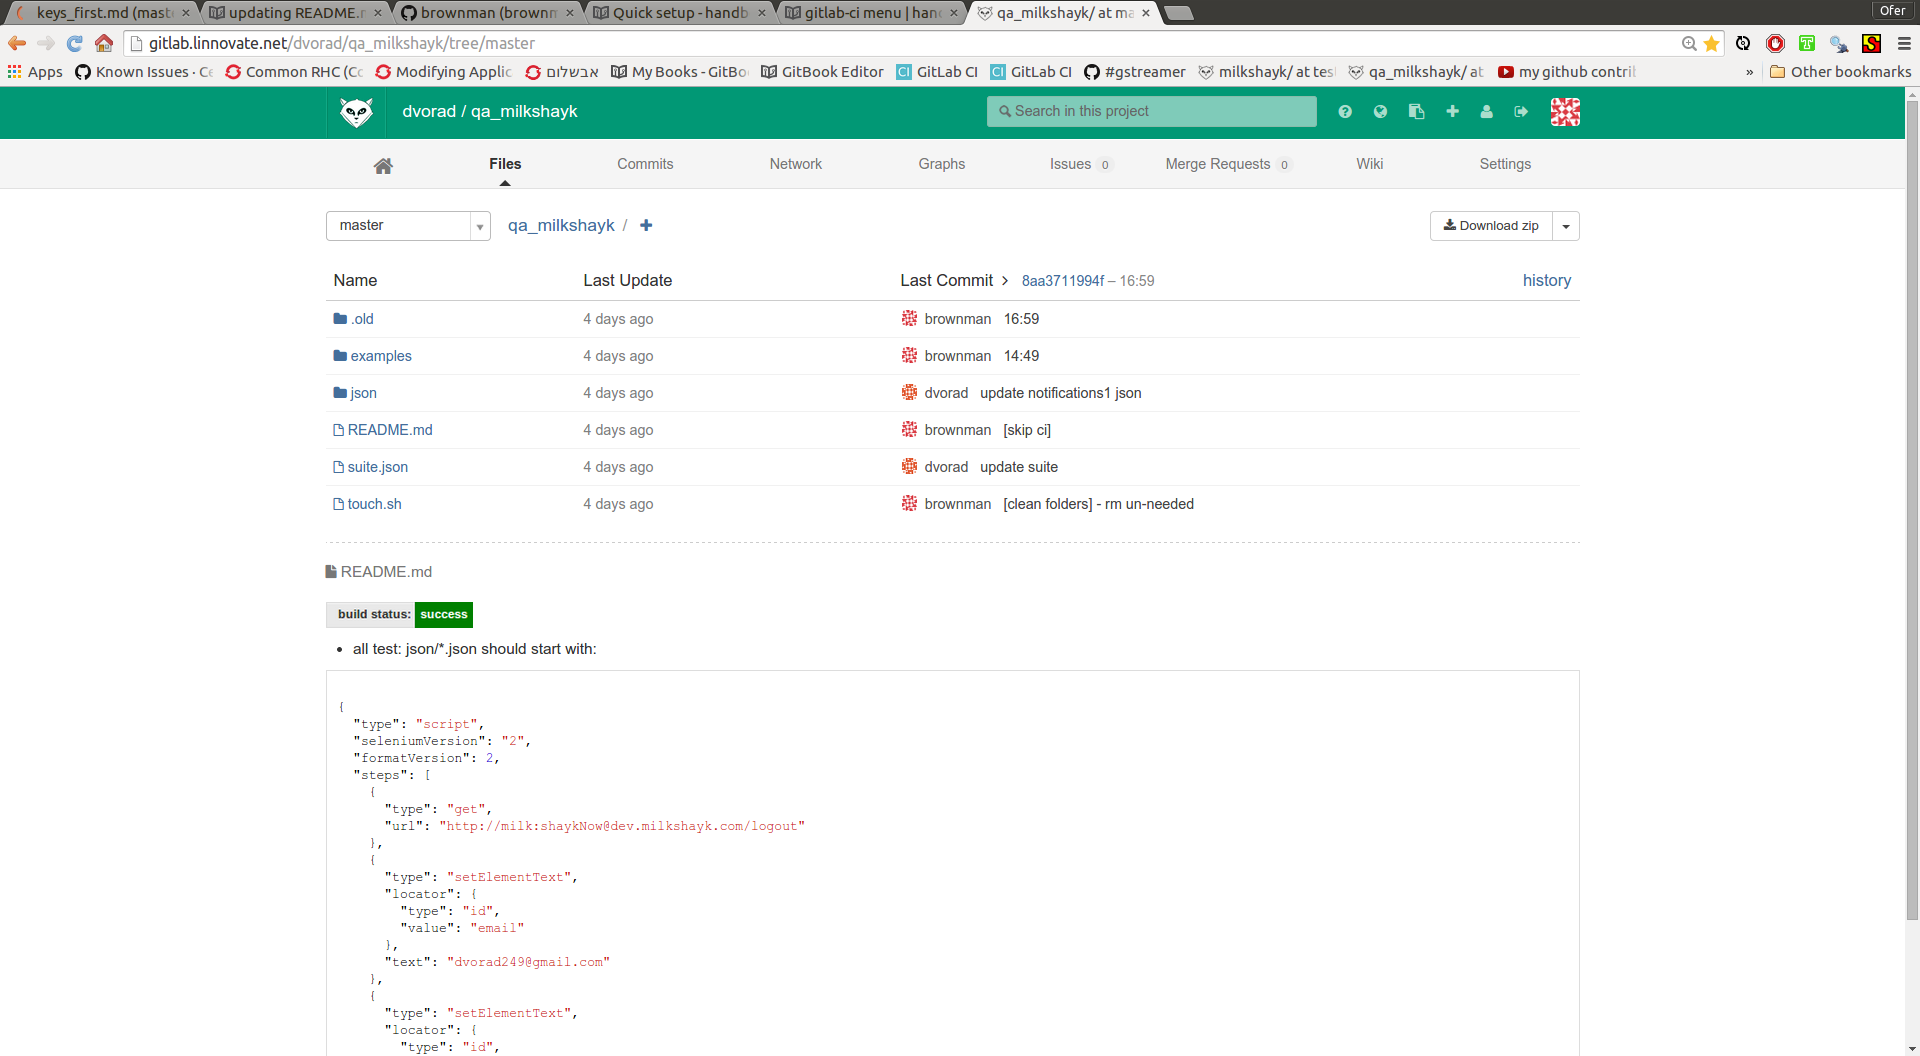 keys_first.md (mast
updating README.m
brownman (brownm
Quick setup - handb
gitlab-ci menu | han
qa_milkshayk/ at ma
Ofer
gitlab.linnovate.net/dvorad/qa_milkshayk/tree/master
Apps
Known Issues · Ce
Common RHC (Co
Modifying Applic
אבשלום
My Books - GitBo
GitBook Editor
CI GitLab CI
CI GitLab CI
#gstreamer
milkshayk/ at tes
qa_milkshayk/ at
my github contri
»
Other bookmarks
dvorad / qa_milkshayk
Search in this project
Files
Commits
Network
Graphs
Issues 0
Merge Requests 0
Wiki
Settings
master
qa_milkshayk / +
Download zip
Name Last Update Last Commit > 8aa3711994f – 16:59 history
.old 4 days ago brownman 16:59
examples 4 days ago brownman 14:49
json 4 days ago dvorad update notifications1 json
README.md 4 days ago brownman [skip ci]
suite.json 4 days ago dvorad update suite
touch.sh 4 days ago brownman [clean folders] - rm un-needed
README.md
build status: success
• all test: json/*.json should start with:
{
"type": "script",
"seleniumVersion": "2",
"formatVersion": 2,
"steps": [
{
"type": "get",
"url": "http://milk:shaykNow@dev.milkshayk.com/logout"
},
{
"type": "setElementText",
"locator": {
"type": "id",
"value": "email"
},
"text": "dvorad249@gmail.com"
},
{
"type": "setElementText",
"locator": {
"type": "id",